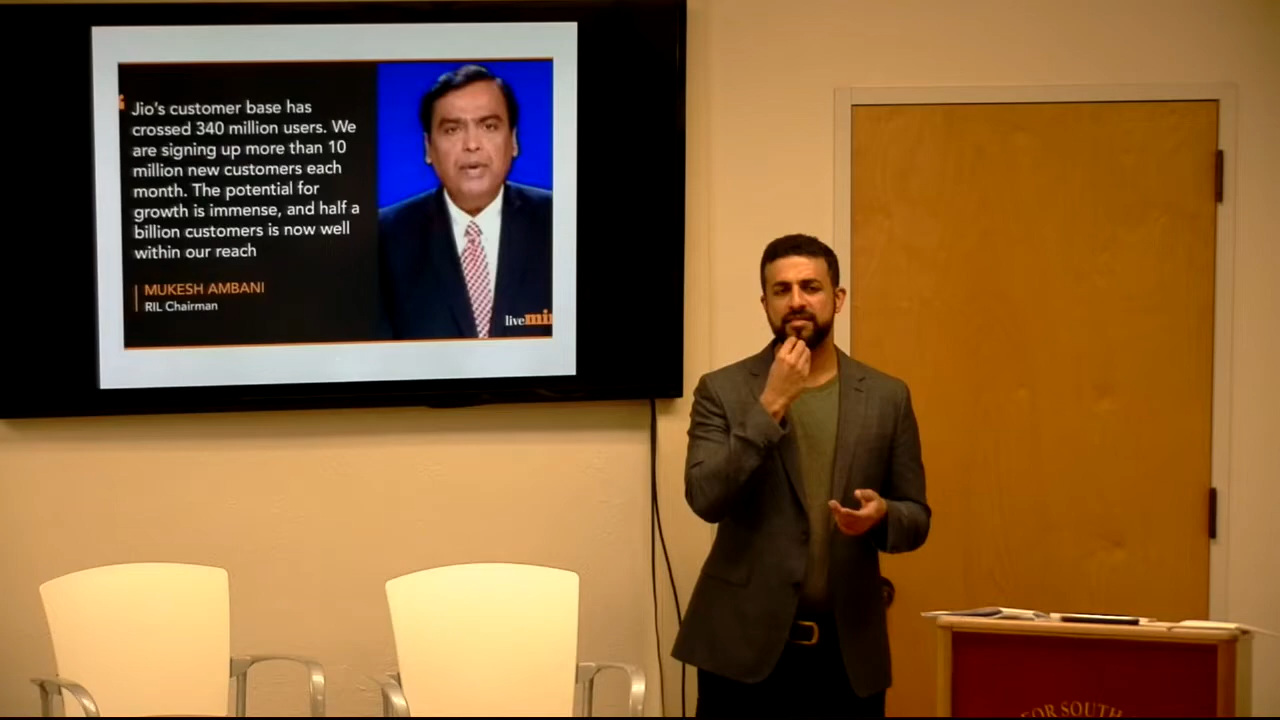 Jio's customer base has
crossed 340 million users. We
are signing up more than 10
million new customers each
month. The potential for
growth is immense, and half a
billion customers is now well
within our reach
MUKESH AMBANI
RIL Chairman
live mi
FOR SOUTH